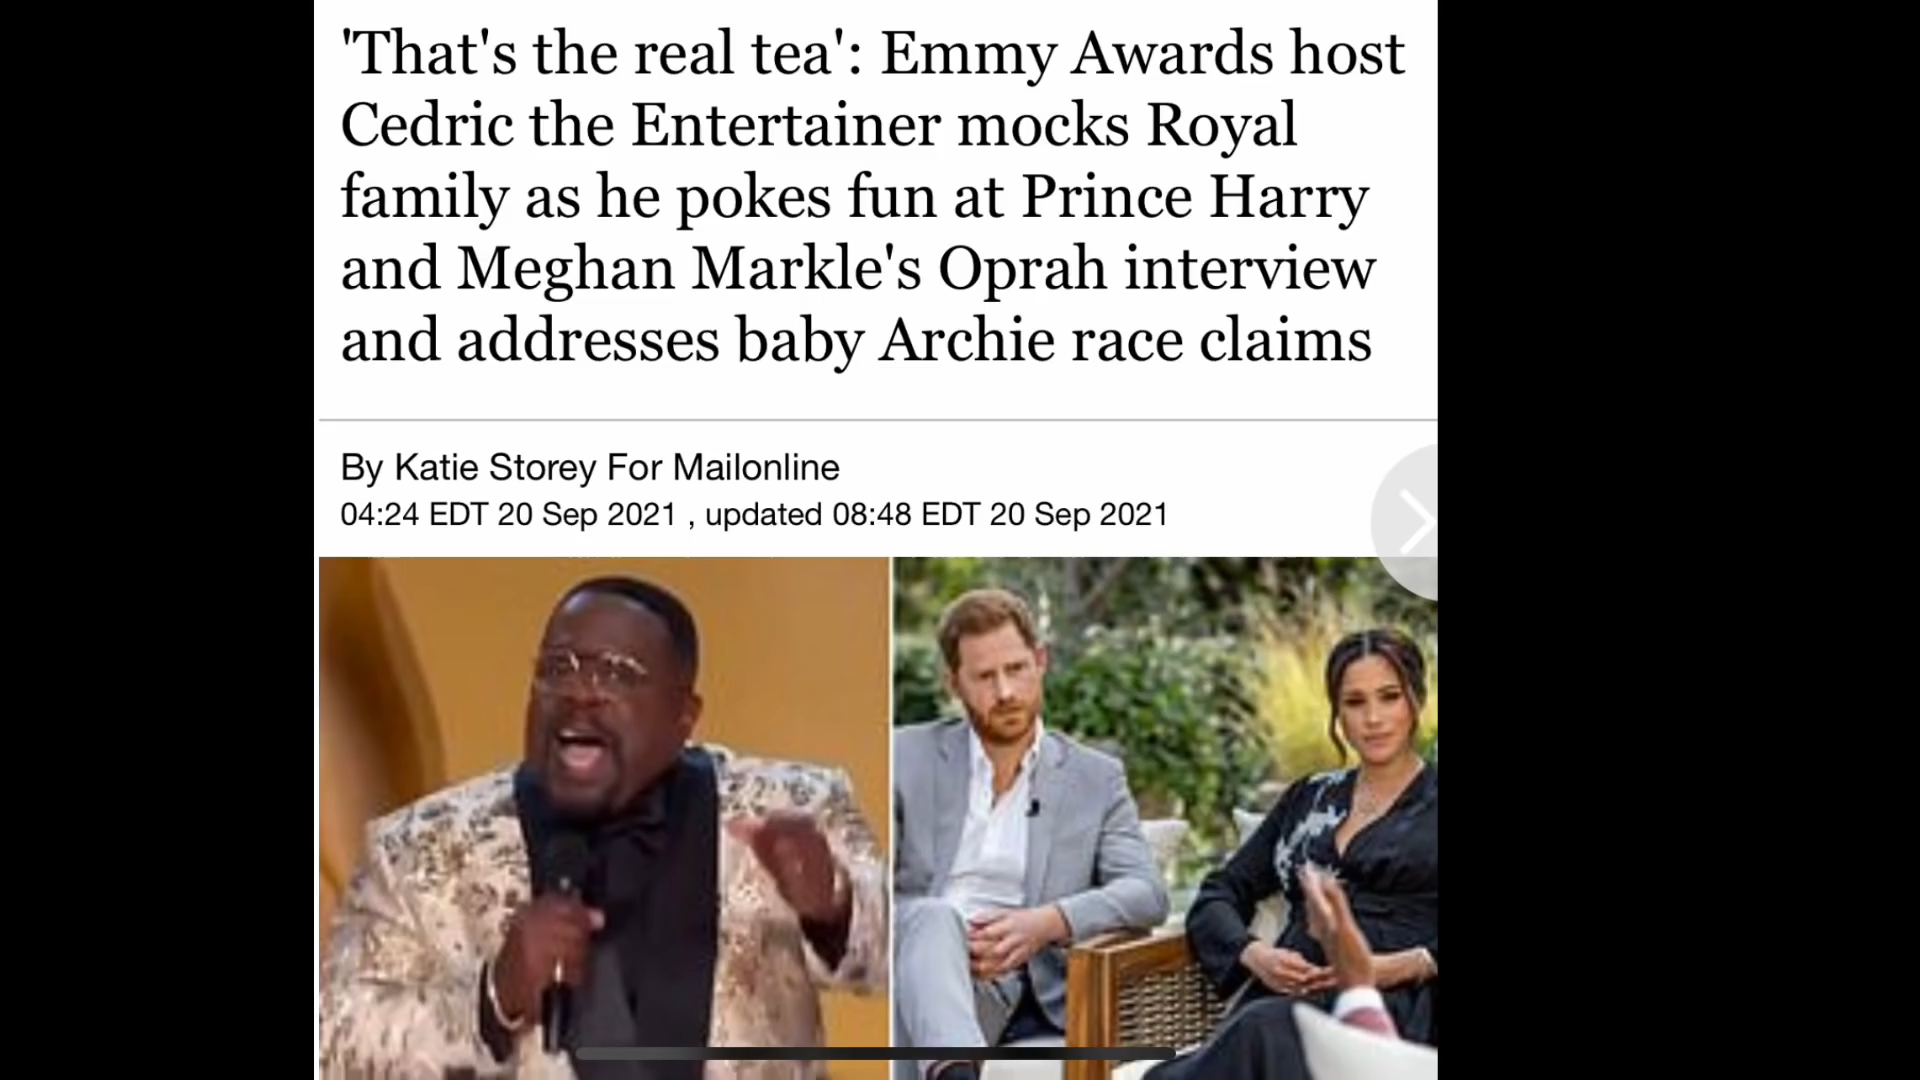 'That's the real tea': Emmy Awards host
Cedric the Entertainer mocks Royal
family as he pokes fun at Prince Harry
and Meghan Markle's Oprah interview
and addresses baby Archie race claims
By Katie Storey For Mailonline
04:24 EDT 20 Sep 2021 , updated 08:48 EDT 20 Sep 2021